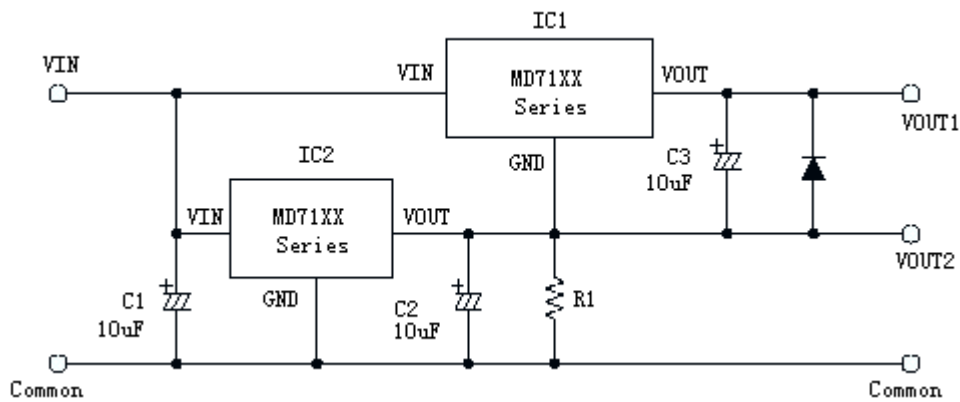 IC1
VIN
VIN
MD71XX
Series
VOUT
VOUT1
GND
C3
10uF
IC2
VIN
MD71XX
Series
VOUT
VOUT2
GND
C1
10uF
C2
10uF
R1
Common
Common